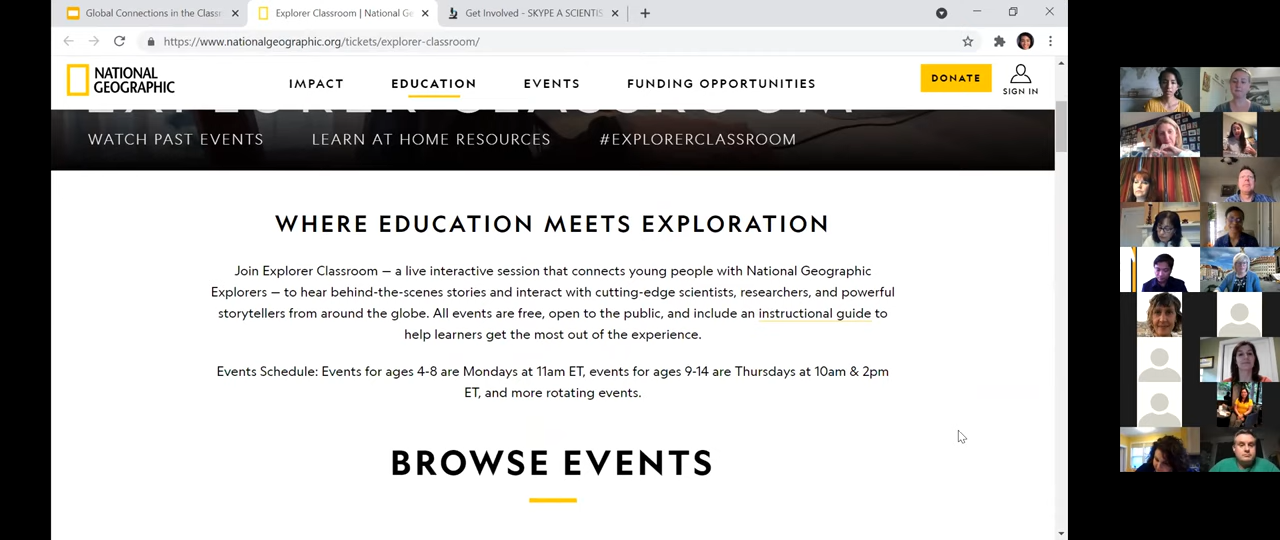 Global Connections in the Classr
Explorer Classroom | National Ge
Get Involved - SKYPE A SCIENTIS
https://www.nationalgeographic.org/tickets/explorer-classroom/
NATIONAL
GEOGRAPHIC
IMPACT
EDUCATION
EVENTS
FUNDING OPPORTUNITIES
DONATE
SIGN IN
EXPLORER CLASSROOM
WATCH PAST EVENTS
LEARN AT HOME RESOURCES
#EXPLORERCLASSROOM
WHERE EDUCATION MEETS EXPLORATION
Join Explorer Classroom — a live interactive session that connects young people with National Geographic
Explorers — to hear behind-the-scenes stories and interact with cutting-edge scientists, researchers, and powerful
storytellers from around the globe. All events are free, open to the public, and include an instructional guide to
help learners get the most out of the experience.
Events Schedule: Events for ages 4-8 are Mondays at 11am ET, events for ages 9-14 are Thursdays at 10am & 2pm
ET, and more rotating events.
BROWSE EVENTS